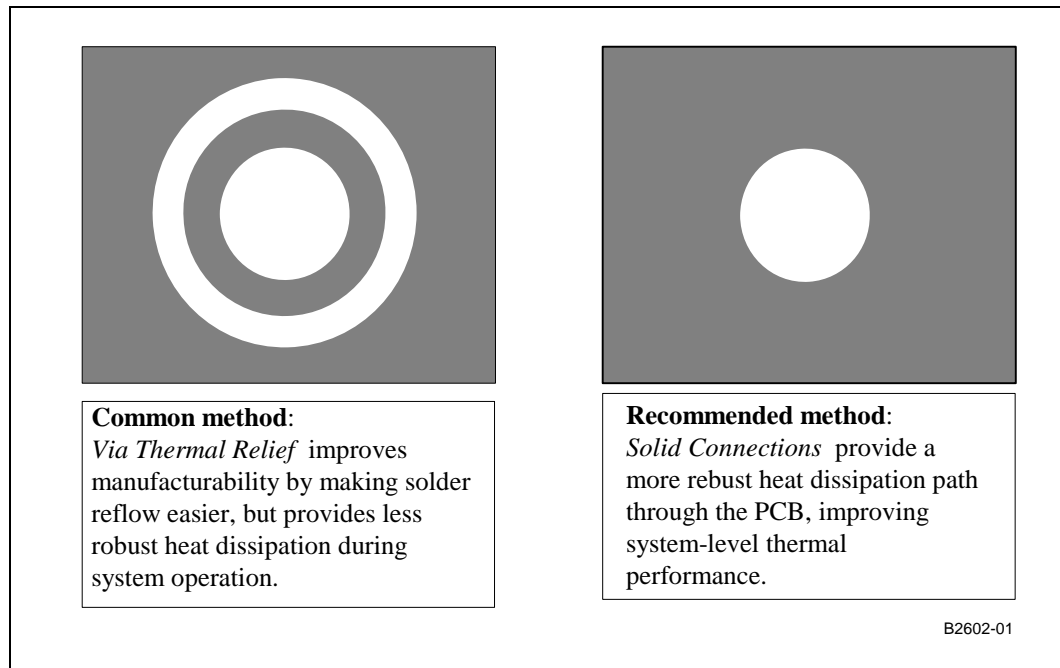 Common method:
Via Thermal Relief improves
manufacturability by making solder
reflow easier, but provides less
robust heat dissipation during
system operation.
Recommended method:
Solid Connections provide a
more robust heat dissipation path
through the PCB, improving
system-level thermal
performance.
B2602-01